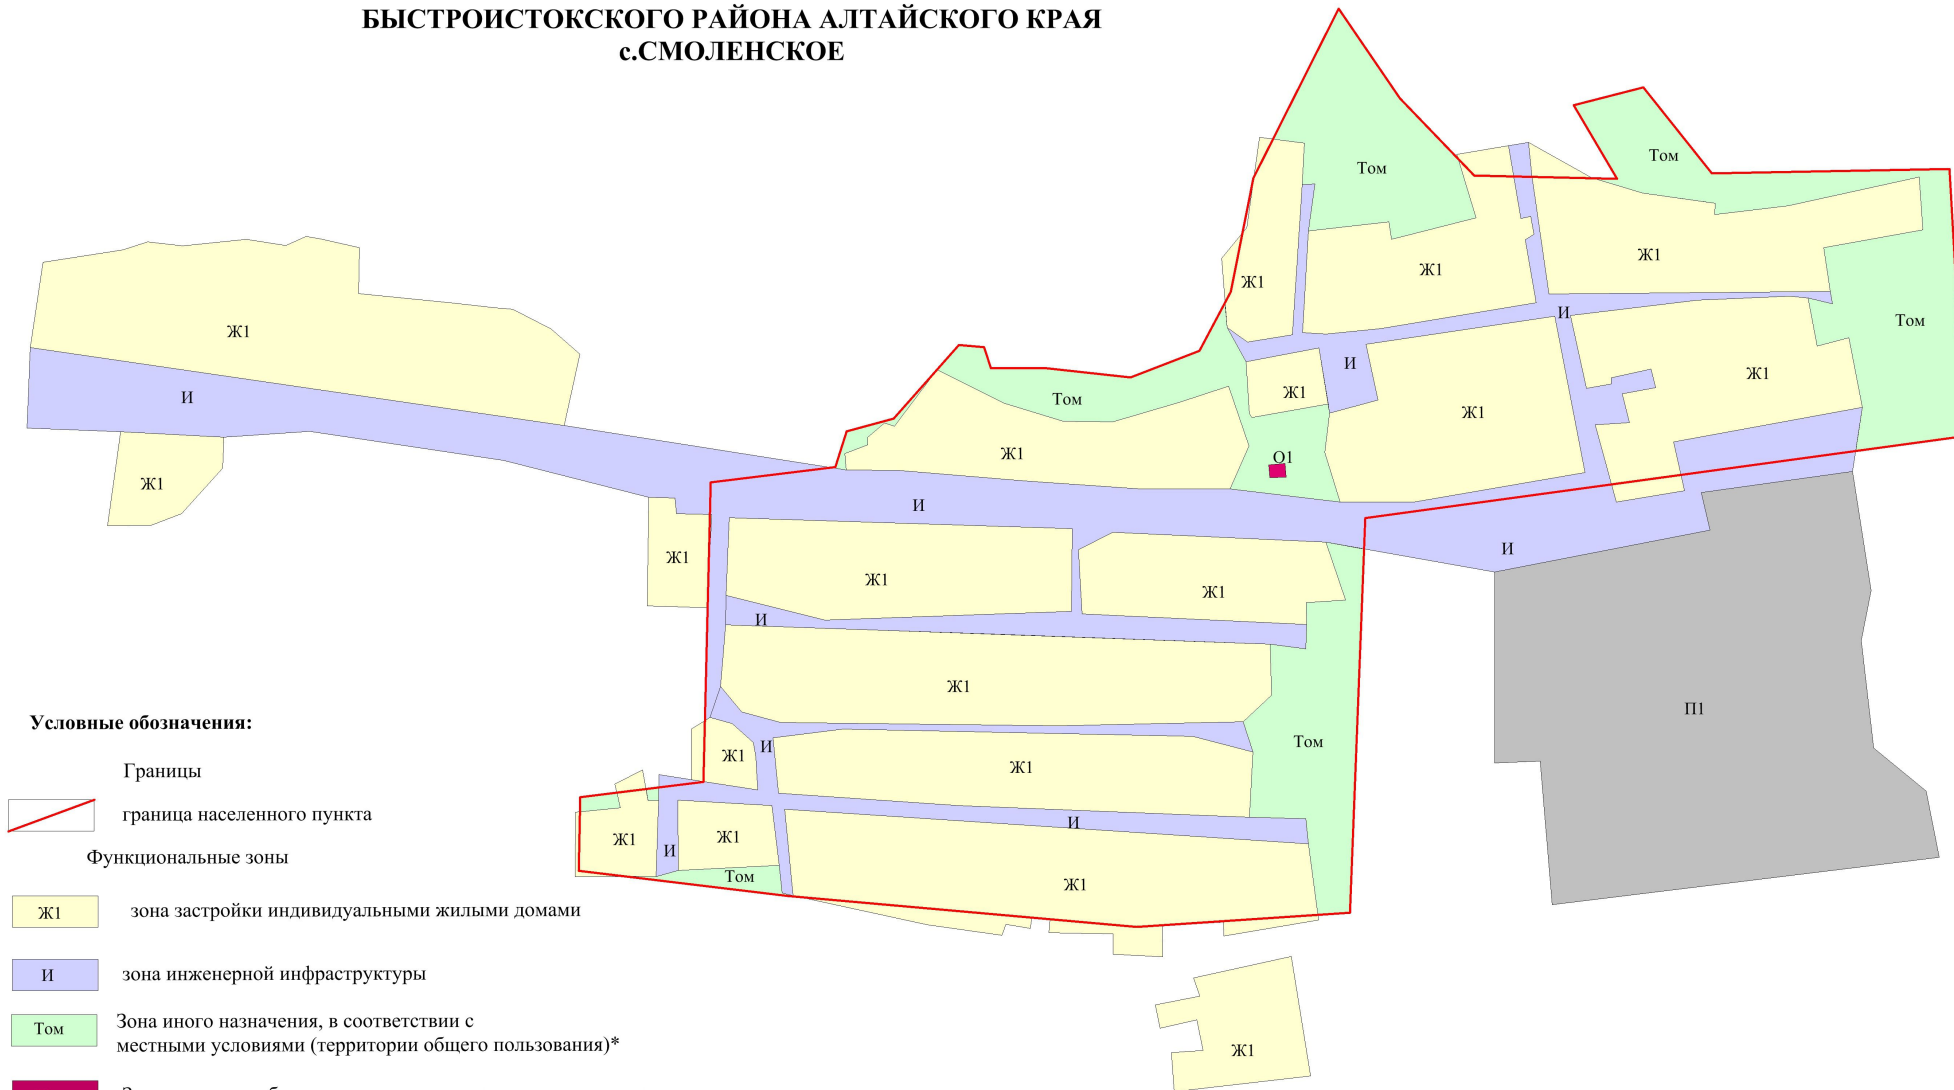 БЫСТРОИСТОКСКОГО РАЙОНА АЛТАЙСКОГО КРАЯ
с.СМОЛЕНСКОЕ
Том
Том
Ж1
Ж1
Ж1
И
Том
Ж1
И
Ж1
И
Ж1
Ж1
И
Том
Ж1
Ж1
О1
Ж1
И
Ж1
И
Ж1
Ж1
И
Ж1
П1
Том
Ж1
И
Ж1
И
Ж1
Ж1
И
Том
Ж1
Ж1
Условные обозначения:
Границы
граница населенного пункта
Функциональные зоны
Ж1 зона застройки индивидуальными жилыми домами
И зона инженерной инфраструктуры
Том Зона иного назначения, в соответствии с
местными условиями (территории общего пользования)*